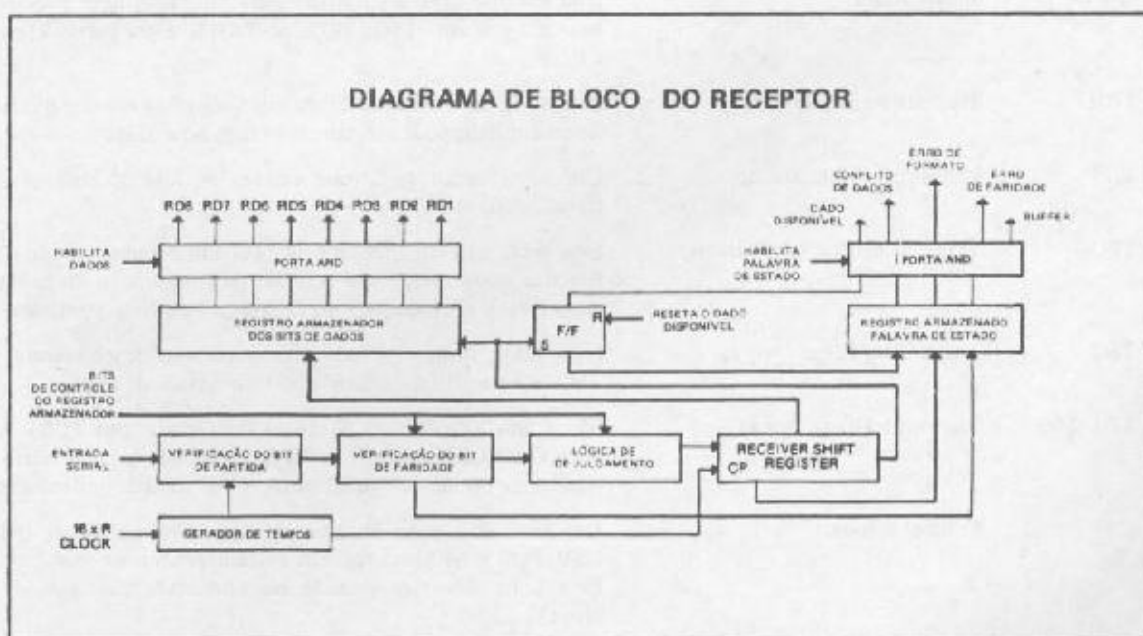 DIAGRAMA DE BLOCO DO RECEPTOR
ERRO DE
FORMATO
CONFLITO
DE DADOS
ERRO
DE PARIDADE
DADO
DISPONÍVEL
BUFFER
RD8 RD7 RD6 RD5 RD4 RD3 RD2 RD1
HABILITA
DADOS
PORTA AND
HABILITA
PALAVRA
DE ESTADO
PORTA AND
REGISTRO ARMAZENADOR
DOS BITS DE DADOS
F/F
R
S
RESETA O DADO
DISPONIVEL
REGISTRO ARMAZENADO
PALAVRA DE ESTADO
BITS
DE CONTROLE
DO REGISTRO
ARMAZENADOR
ENTRADA
SERIAL
VERIFICAÇÃO DO BIT
DE PARTIDA
VERIFICAÇÃO DO BIT
DE PARIDADE
LÓGICA DE
DE JULGAMENTO
RECEIVER SHIFT
REGISTER
CP
16 x R
CLOCK
GERADOR DE TEMPOS